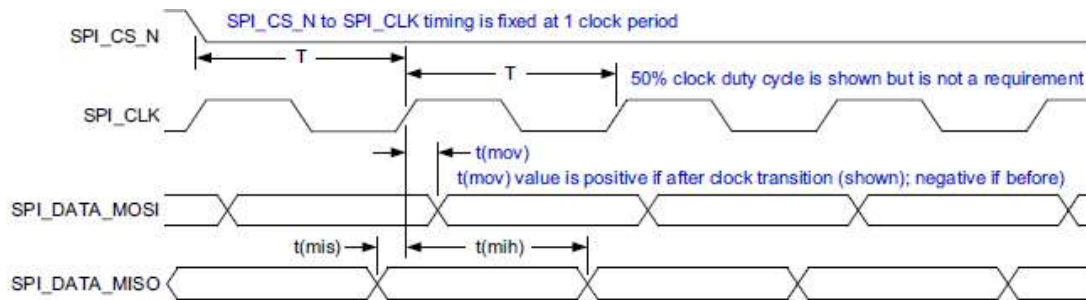 SPI_CS_N to SPI_CLK timing is fixed at 1 clock period
SPI_CS_N
T
T
50% clock duty cycle is shown but is not a requirement
SPI_CLK
t(mov)
t(mov) value is positive if after clock transition (shown); negative if before)
SPI_DATA_MOSI
t(mis)
t(mih)
SPI_DATA_MISO